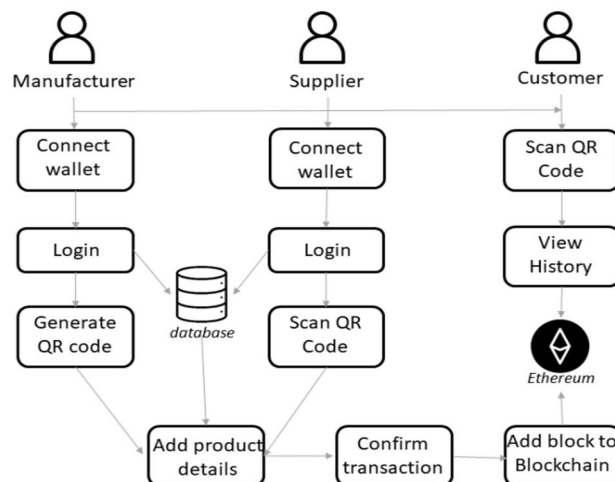 Manufacturer
Supplier
Customer
Connect
wallet
Connect
wallet
Scan QR
Code
Login
Login
View
History
database
Generate
QR code
Scan QR
Code
Ethereum
Add product
details
Confirm
transaction
Add block to
Blockchain